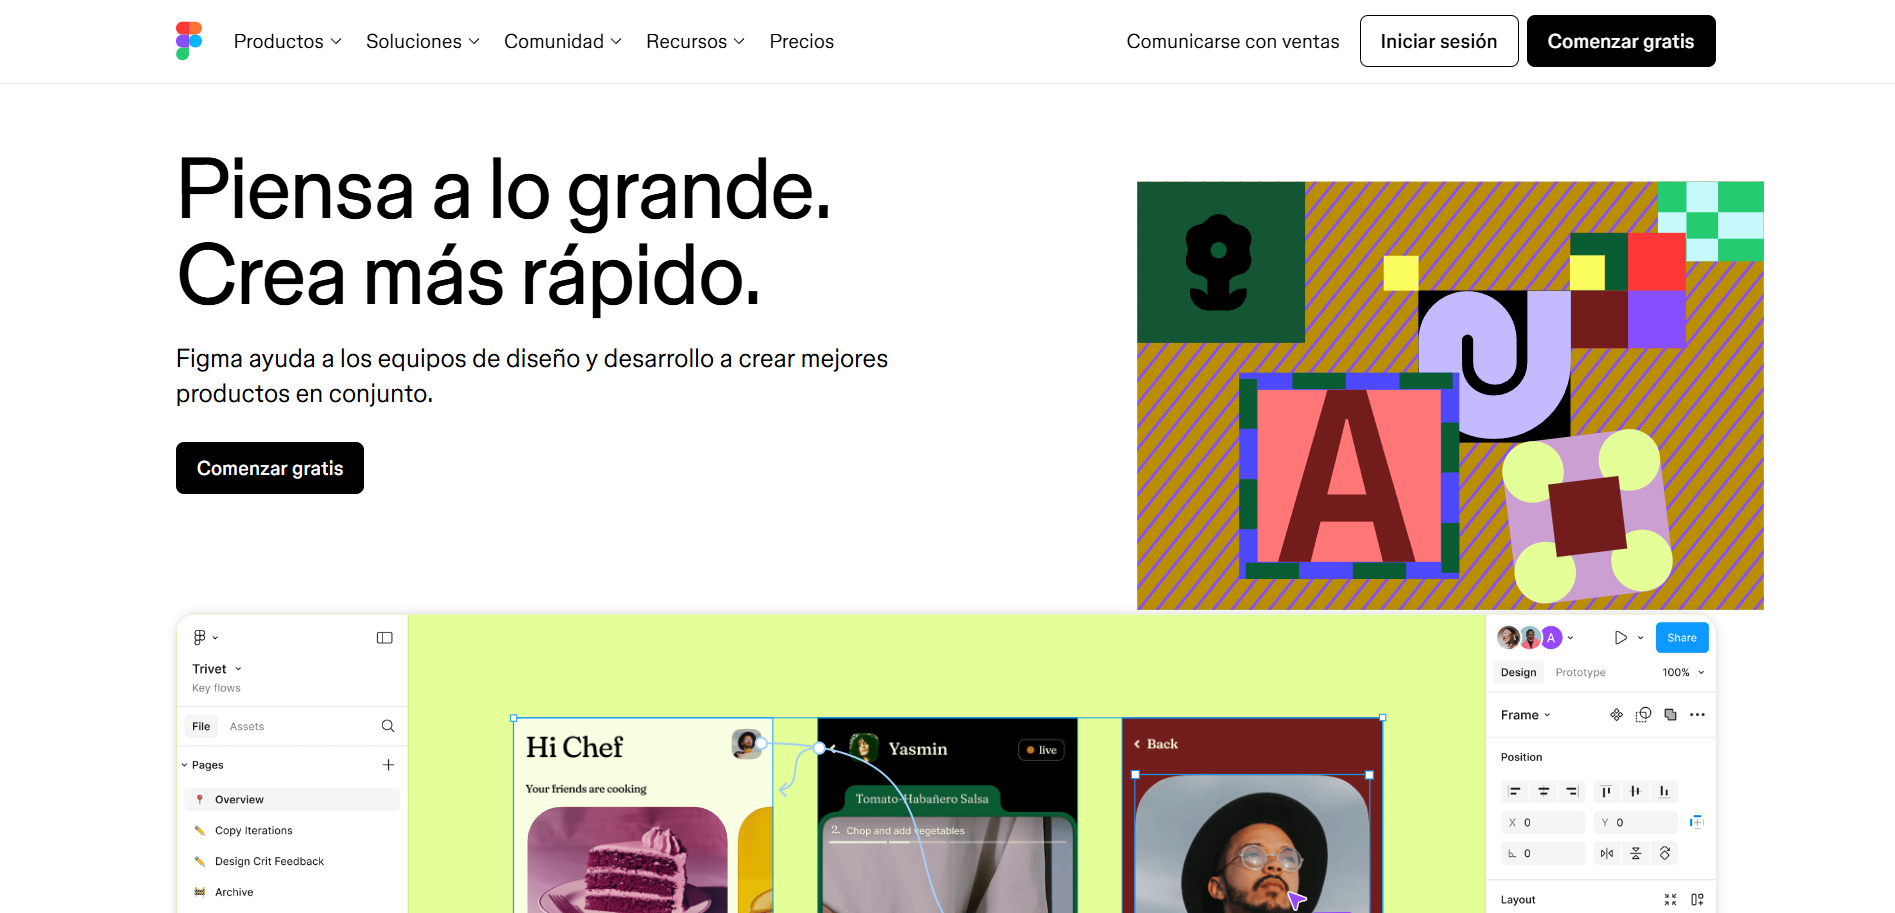 Productos
Soluciones
Comunidad
Recursos
Precios
Comunicarse con ventas
Iniciar sesión
Comenzar gratis
Piensa a lo grande.
Crea más rápido.
Figma ayuda a los equipos de diseño y desarrollo a crear mejores
productos en conjunto.
Comenzar gratis
J
A
Trivet
Key flows
File
Assets
Pages
Overview
Copy Iterations
Design Crit Feedback
Archive
Hi Chef
Your friends are cooking
Yasmin
live
Tomato-Habañero Salsa
2. Chop and add vegetables
Back
A
Share
Design
Prototype
100%
Frame
Position
X 0
Y 0
0
Layout